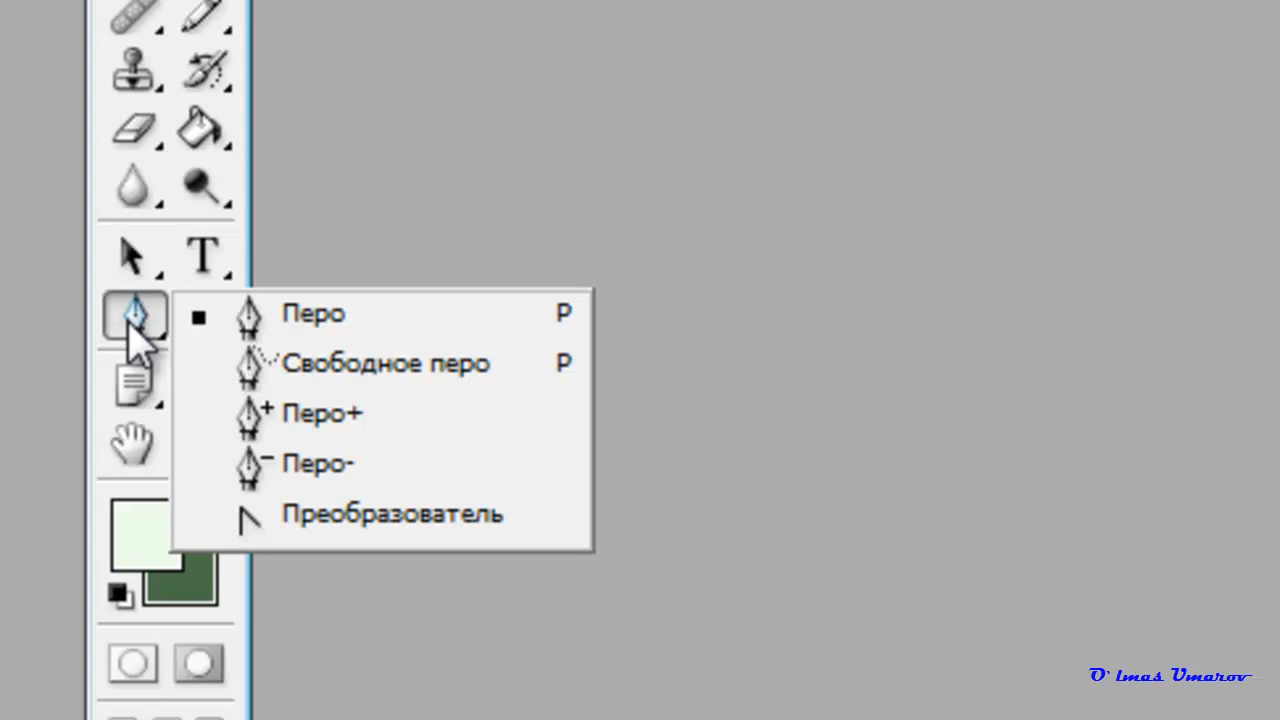 T
Перо P
Свободное перо P
Перо+
Перо-
Преобразователь
O`lmas Umarov